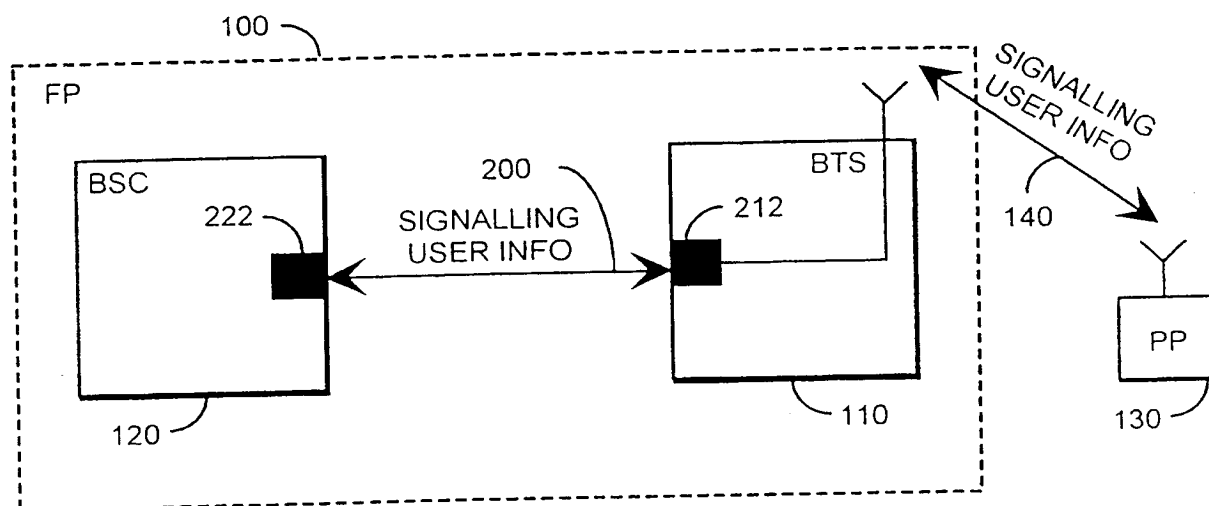 100
FP
BSC
222
200
SIGNALLING
USER INFO
BTS
212
SIGNALLING
USER INFO
140
PP
120
110
130